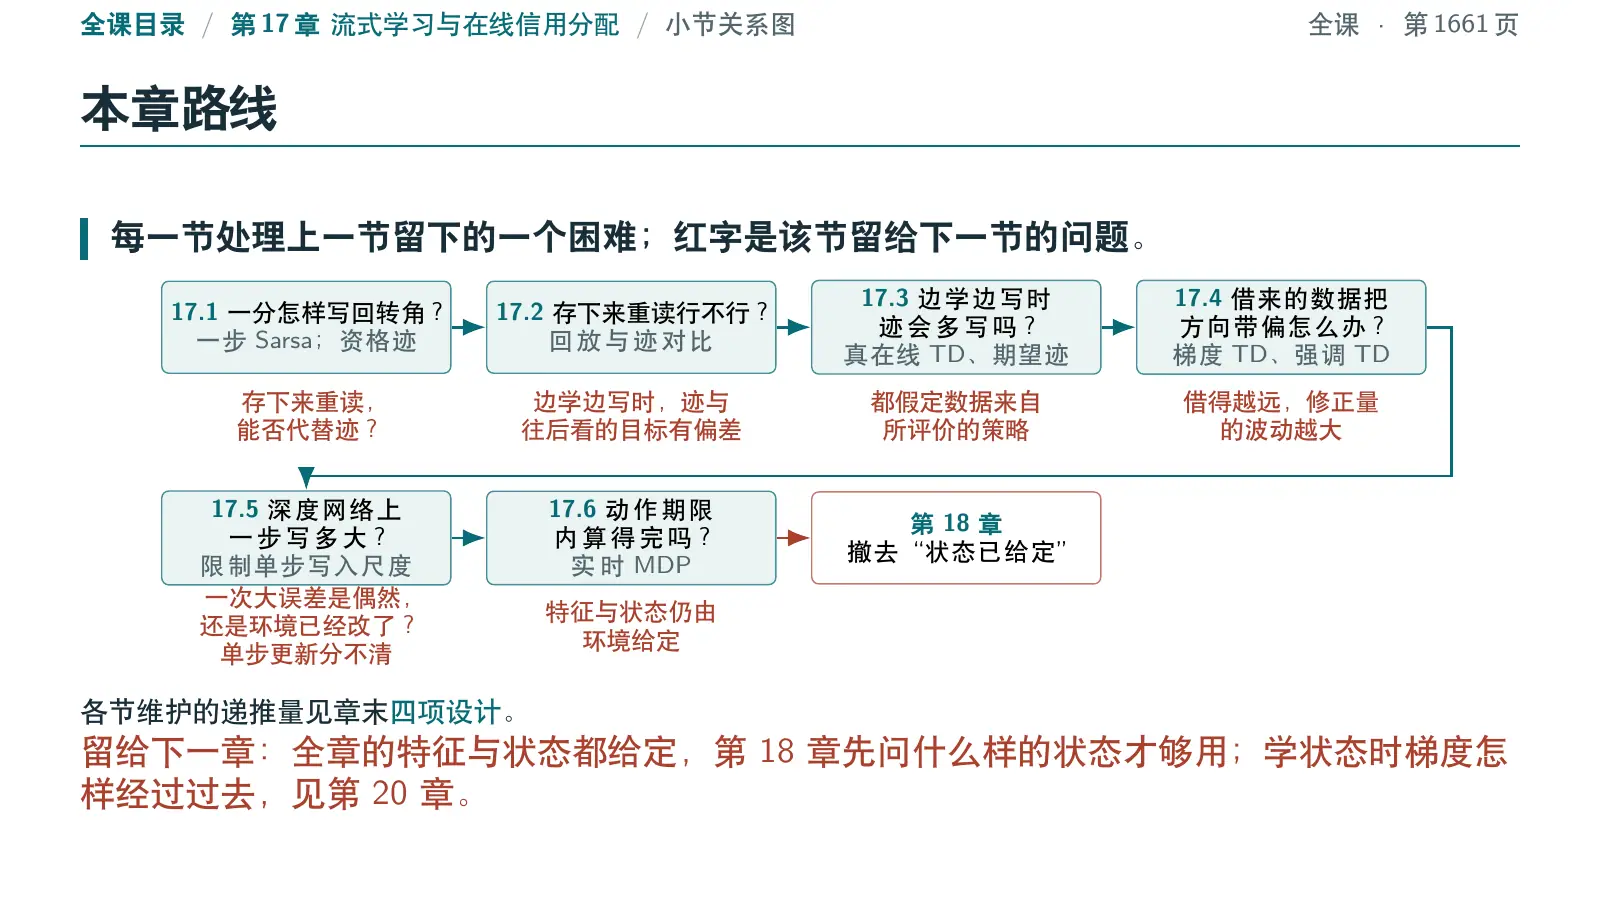 全课目录 / 第 17 章 流式学习与在线信用分配 / 小节关系图
全课 · 第 1661 页
本章路线
每一节处理上一节留下的一个困难；红字是该节留给下一节的问题。
17.1 一分怎样写回转角？
一步 Sarsa；资格迹
17.2 存下来重读行不行？
回放与迹对比
17.3 边学边写时
迹会多写吗？
真在线 TD、期望迹
17.4 借来的数据把
方向带偏怎么办？
梯度 TD、强调 TD
存下来重读，
能否代替迹？
边学边写时，迹与
往后看的目标有偏差
都假定数据来自
所评价的策略
借得越远，修正量
的波动越大
17.5 深度网络上
一步写多大？
限制单步写入尺度
17.6 动作期限
内算得完吗？
实时 MDP
第 18 章
撤去“状态已给定”
一次大误差是偶然，
还是环境已经改了？
单步更新分不清
特征与状态仍由
环境给定
各节维护的递推量见章末四项设计。
留给下一章：全章的特征与状态都给定，第 18 章先问什么样的状态才够用；学状态时梯度怎
样经过过去，见第 20 章。